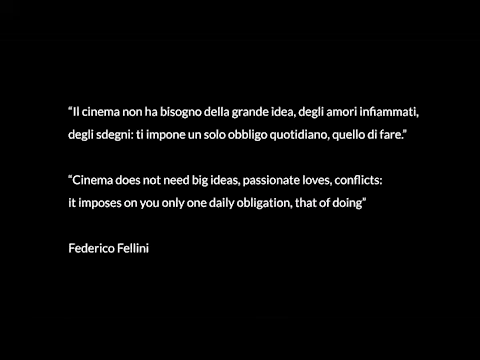 “Il cinema non ha bisogno della grande idea, degli amori infiammati,
degli sdegni: ti impone un solo obbligo quotidiano, quello di fare.”
“Cinema does not need big ideas, passionate loves, conflicts:
it imposes on you only one daily obligation, that of doing”
Federico Fellini